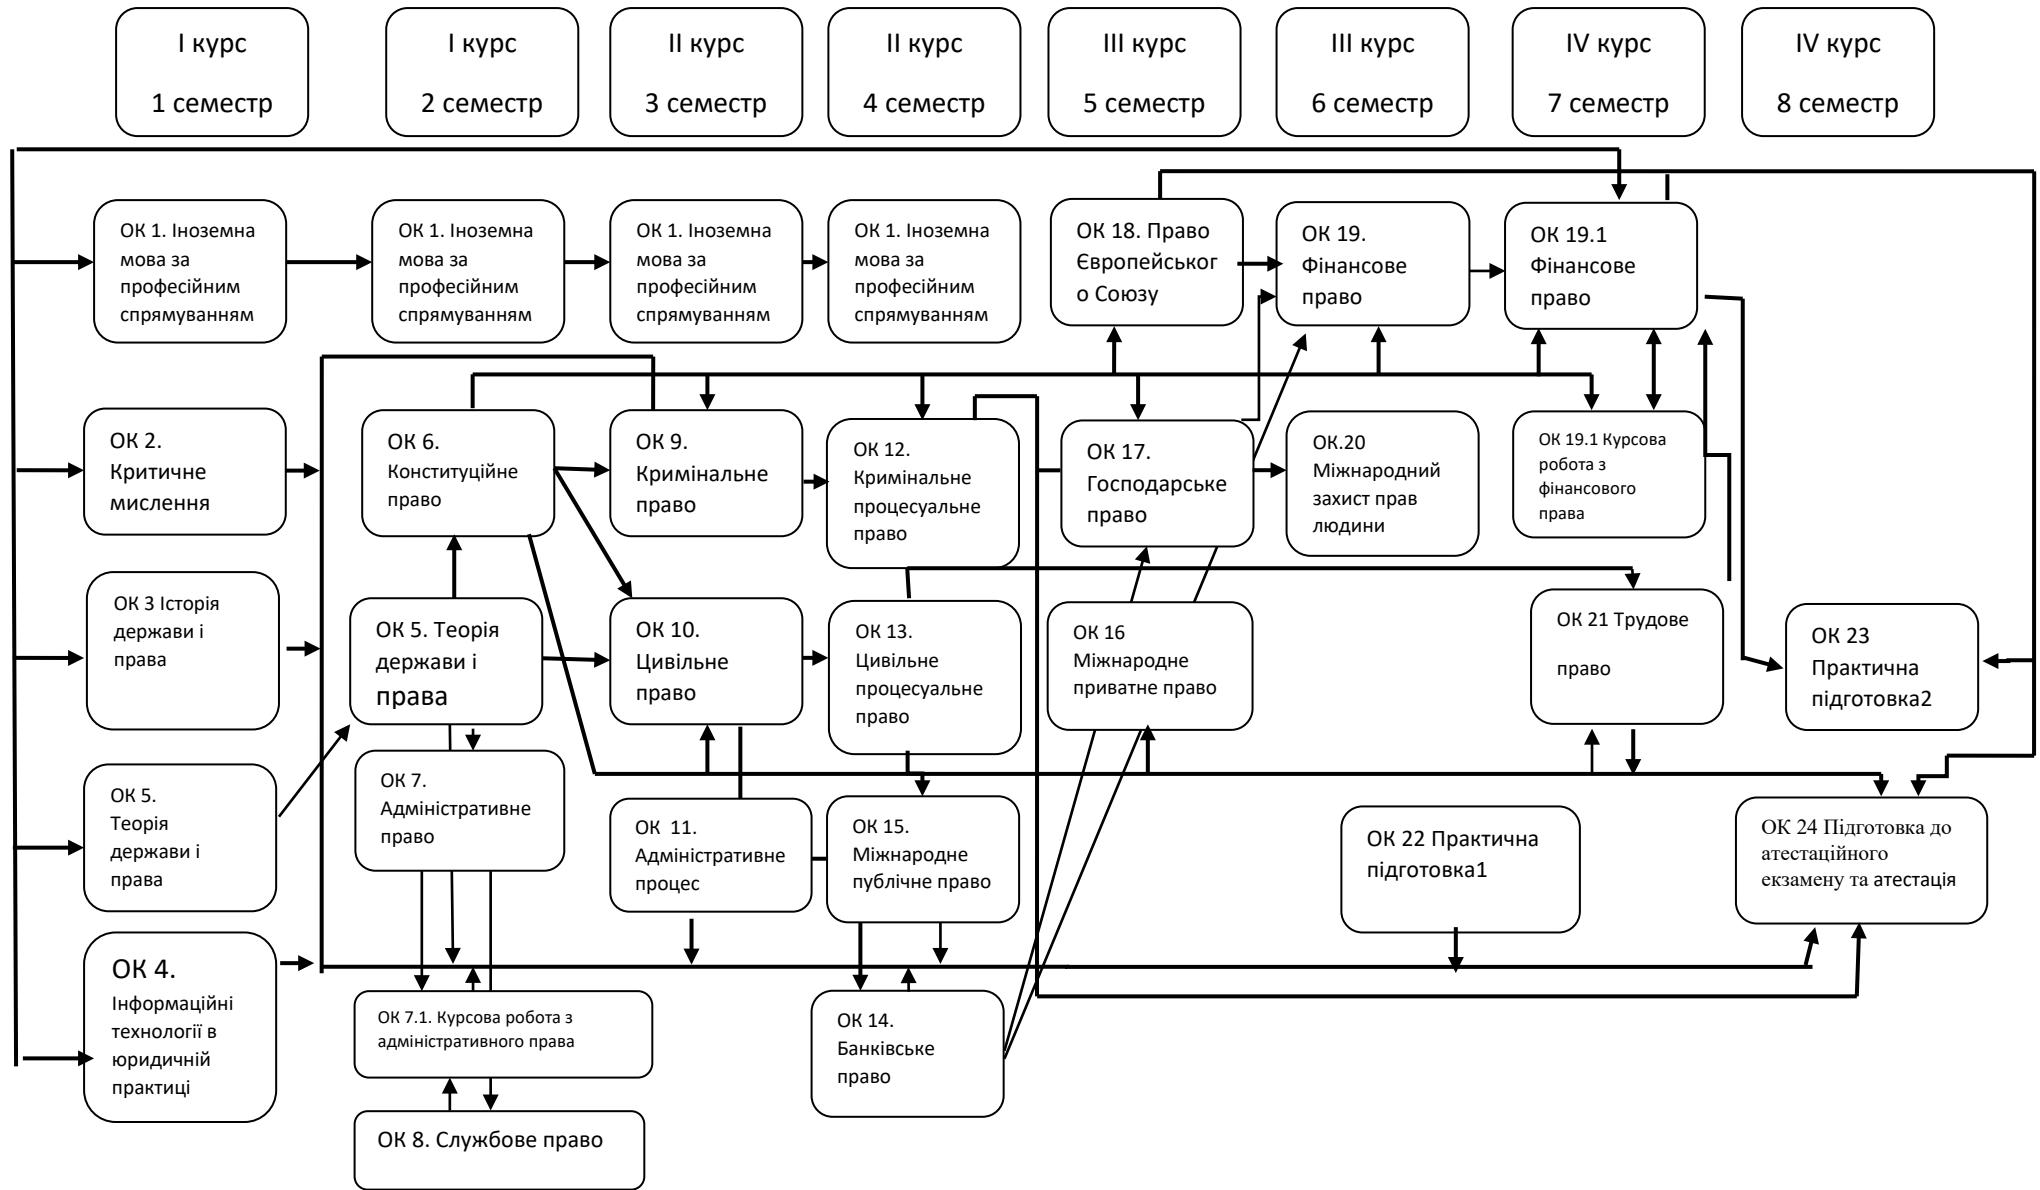 І курс
1 семестр
І курс
2 семестр
ІІ курс
3 семестр
ІІ курс
4 семестр
ІІІ курс
5 семестр
ІІІ курс
6 семестр
IV курс
7 семестр
IV курс
8 семестр
ОК 1. Іноземна
мова за
професійним
спрямуванням
ОК 1. Іноземна
мова за
професійним
спрямуванням
ОК 1. Іноземна
мова за
професійним
спрямуванням
ОК 1. Іноземна
мова за
професійним
спрямуванням
ОК 18. Право
Європейськог
о Союзу
ОК 19.
Фінансове
право
ОК 19.1
Фінансове
право
ОК 2.
Критичне
мислення
ОК 6.
Конституційне
право
ОК 9.
Кримінальне
право
ОК 12.
Кримінальне
процесуальне
право
ОК 17.
Господарське
право
ОК.20
Міжнародний
захист прав
людини
ОК 19.1 Курсова
робота з
фінансового
права
ОК 3 Історія
держави і
права
ОК 5. Теорія
держави і
права
ОК 10.
Цивільне
право
ОК 13.
Цивільне
процесуальне
право
ОК 16
Міжнародне
приватне право
ОК 21 Трудове
право
ОК 23
Практична
підготовка2
ОК 5.
Теорія
держави і
права
ОК 7.
Адміністративне
право
ОК 11.
Адміністративне
процес
ОК 15.
Міжнародне
публічне право
ОК 22 Практична
підготовка1
ОК 24 Підготовка до
атестаційного
екзамену та атестація
ОК 4.
Інформаційні
технології в
юридичній
практиці
ОК 7.1. Курсова робота з
адміністративного права
ОК 14.
Банківське
право
ОК 8. Службове право